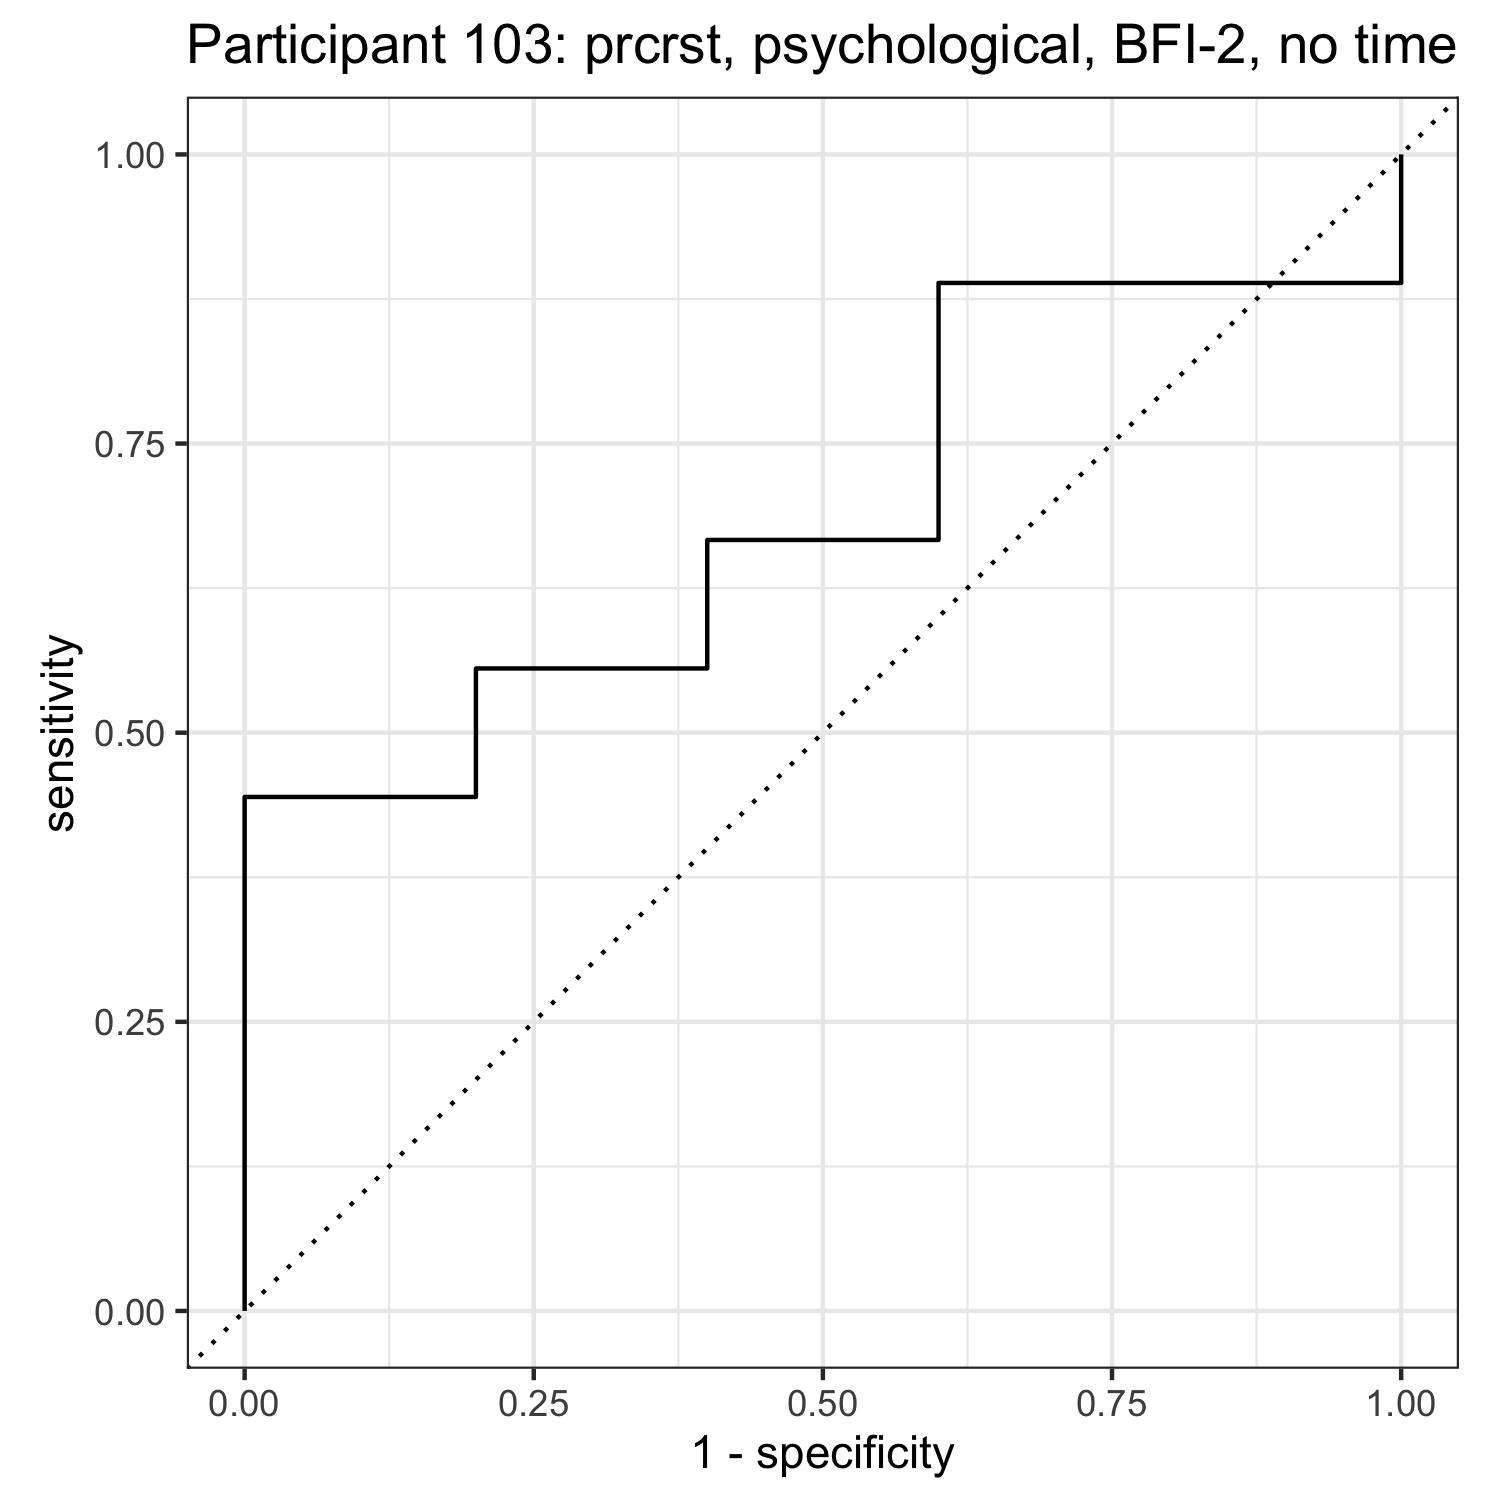 Participant 103: prcrst, psychological, BFI-2, no time
1.00
0.75
0.50
0.25
0.00
sensitivity
0.00 0.25 0.50 0.75 1.00
1 - specificity